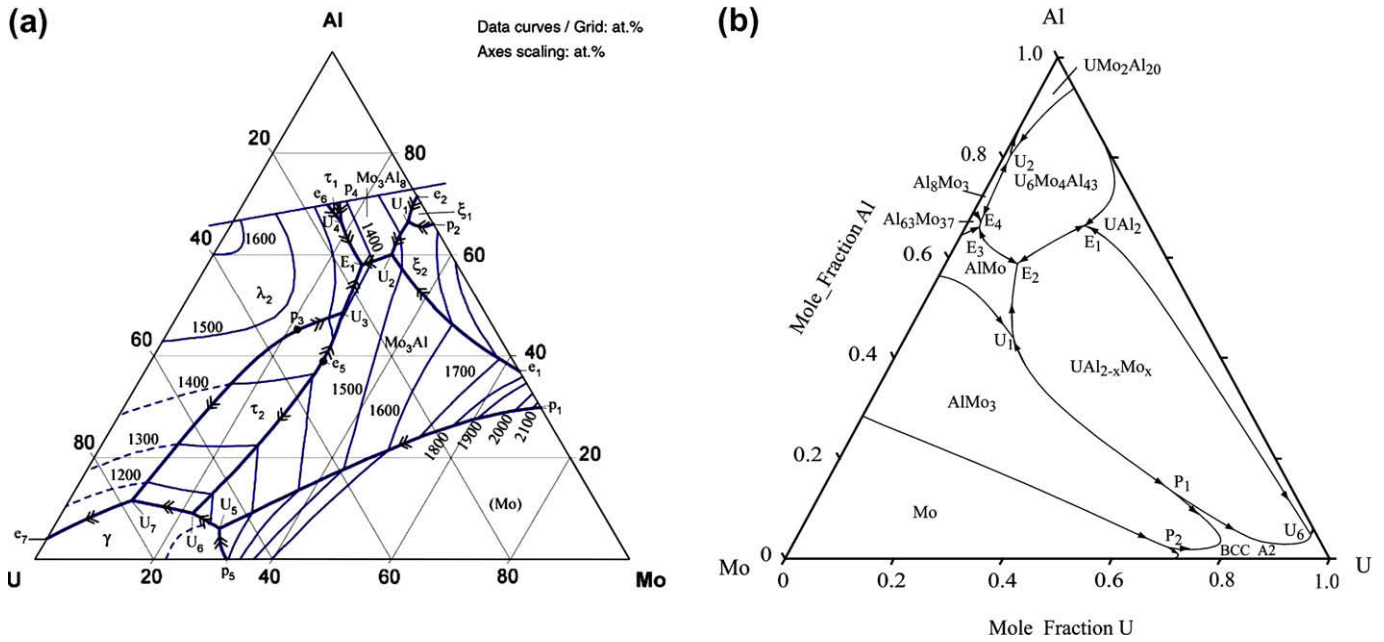 (a)
Al
Data curves / Grid: at.%
Axes scaling: at.%
20
80
τ1
Mo3Al8
e6
p4
e2
U1
ξ1
U4
p2
40
1600
1400
60
E1
U2
ξ2
λ2
p3
1500
U3
60
Mo3Al
40
e5
e1
1400
1500
1700
p1
τ2
1600
1800
1900
2000
2100
80
1300
20
1200
(Mo)
U5
U7
e7
γ
U6
U
20
p5
40
60
80
Mo
(b)
Al
1.0
UMo2Al20
0.8
U2
U6Mo4Al43
Al8Mo3
Al63Mo37
E4
UAl2
E3
E1
0.6
AlMo
E2
Mole_Fraction Al
U1
0.4
UAl2-xMox
AlMo3
0.2
P1
Mo
P2
U6
BCC A2
0
Mo
0
0.2
0.4
0.6
0.8
1.0
U
Mole_Fraction U